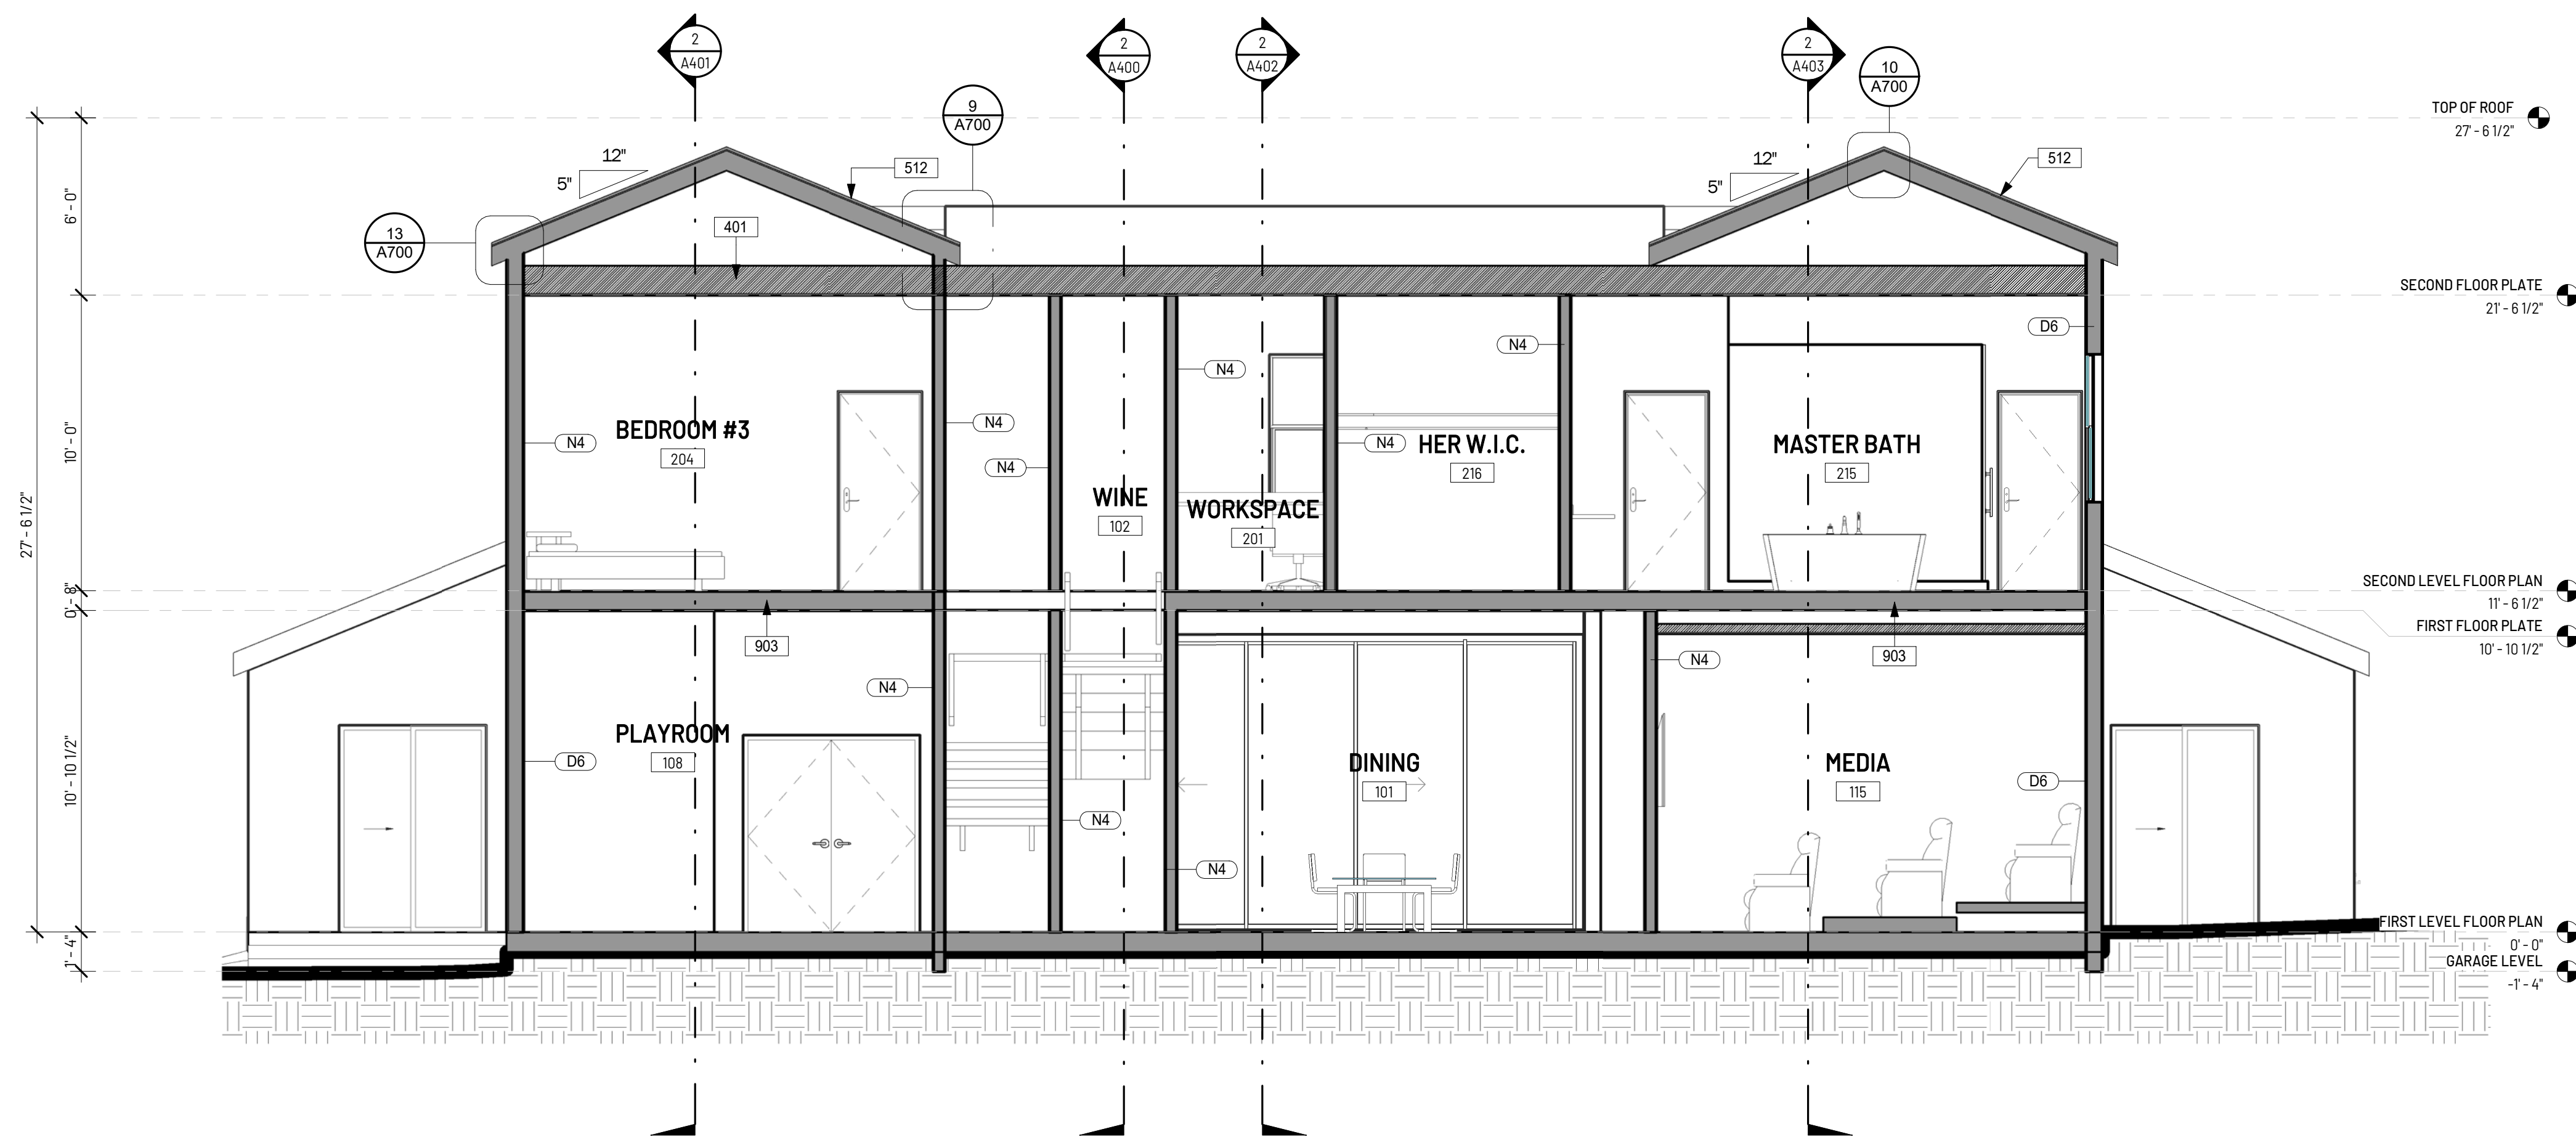 2
A401
2
A400
2
A402
2
A403
10
A700
9
A700
13
A700
TOP OF ROOF
27' - 6 1/2"
12"
5"
512
12"
5"
512
401
6' - 0"
SECOND FLOOR PLATE
21' - 6 1/2"
D6
N4
N4
N4
N4
N4
N4
BEDROOM #3
204
HER W.I.C.
216
MASTER BATH
215
WINE
102
WORKSPACE
201
10' - 0"
27' - 6 1/2"
0' - 8"
SECOND LEVEL FLOOR PLAN
11' - 6 1/2"
FIRST FLOOR PLATE
10' - 10 1/2"
903
903
N4
N4
PLAYROOM
108
D6
DINING
101
MEDIA
115
D6
N4
N4
10' - 10 1/2"
FIRST LEVEL FLOOR PLAN
0' - 0"
1' - 4"
GARAGE LEVEL
-1' - 4"